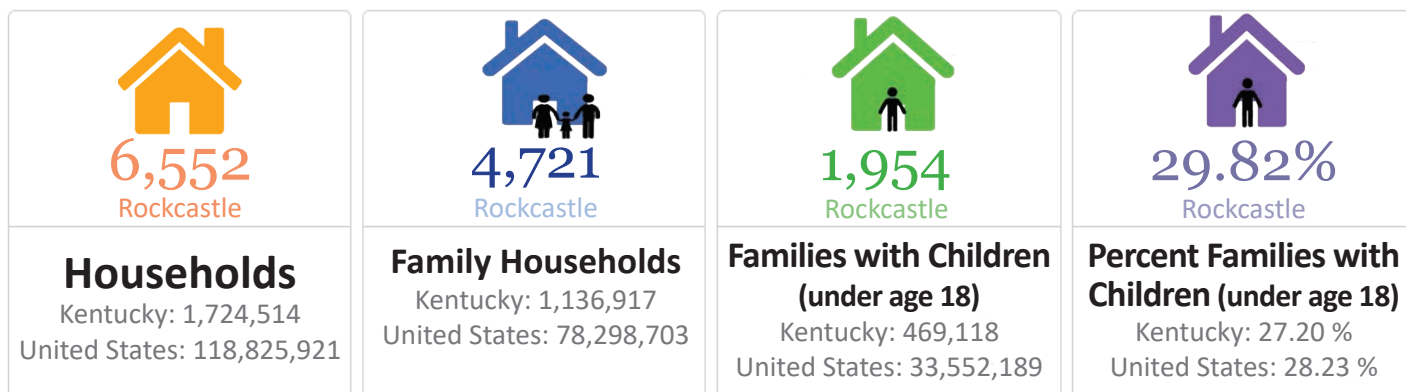 6,552
Rockcastle
Households
Kentucky: 1,724,514
United States: 118,825,921
4,721
Rockcastle
Family Households
Kentucky: 1,136,917
United States: 78,298,703
1,954
Rockcastle
Families with Children
(under age 18)
Kentucky: 469,118
United States: 33,552,189
29.82%
Rockcastle
Percent Families with
Children (under age 18)
Kentucky: 27.20 %
United States: 28.23 %